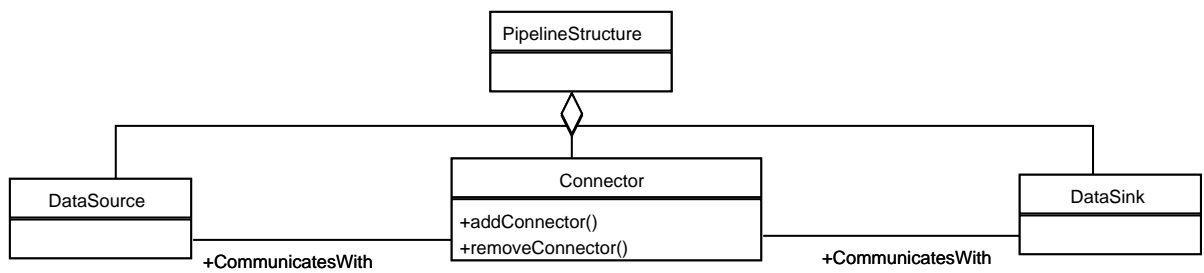 PipelineStructure
Connector
DataSource
DataSink
+addConnector()
+removeConnector()
+CommunicatesWith
+CommunicatesWith